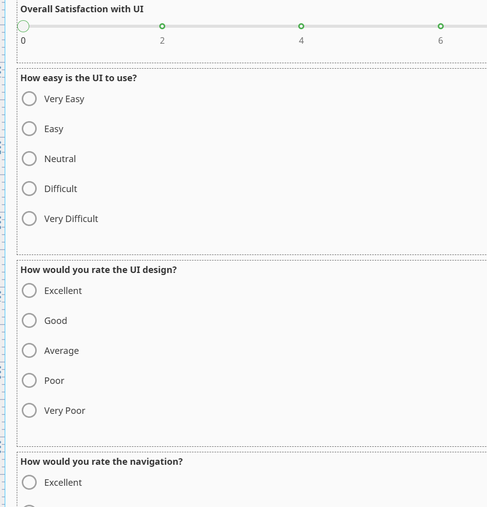 Overall Satisfaction with UI
0 2 4 6
How easy is the UI to use?
Very Easy
Easy
Neutral
Difficult
Very Difficult
How would you rate the UI design?
Excellent
Good
Average
Poor
Very Poor
How would you rate the navigation?
Excellent